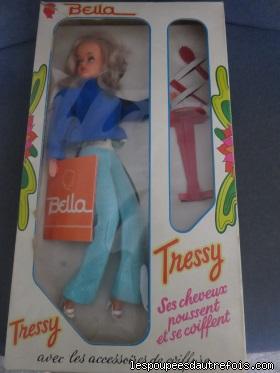 Bella
Bella
Tressy
Ses cheveux
poussent
et se coiffent
Tressy
avec les accessoires de coiffure
lespoupeesdautrefois.com